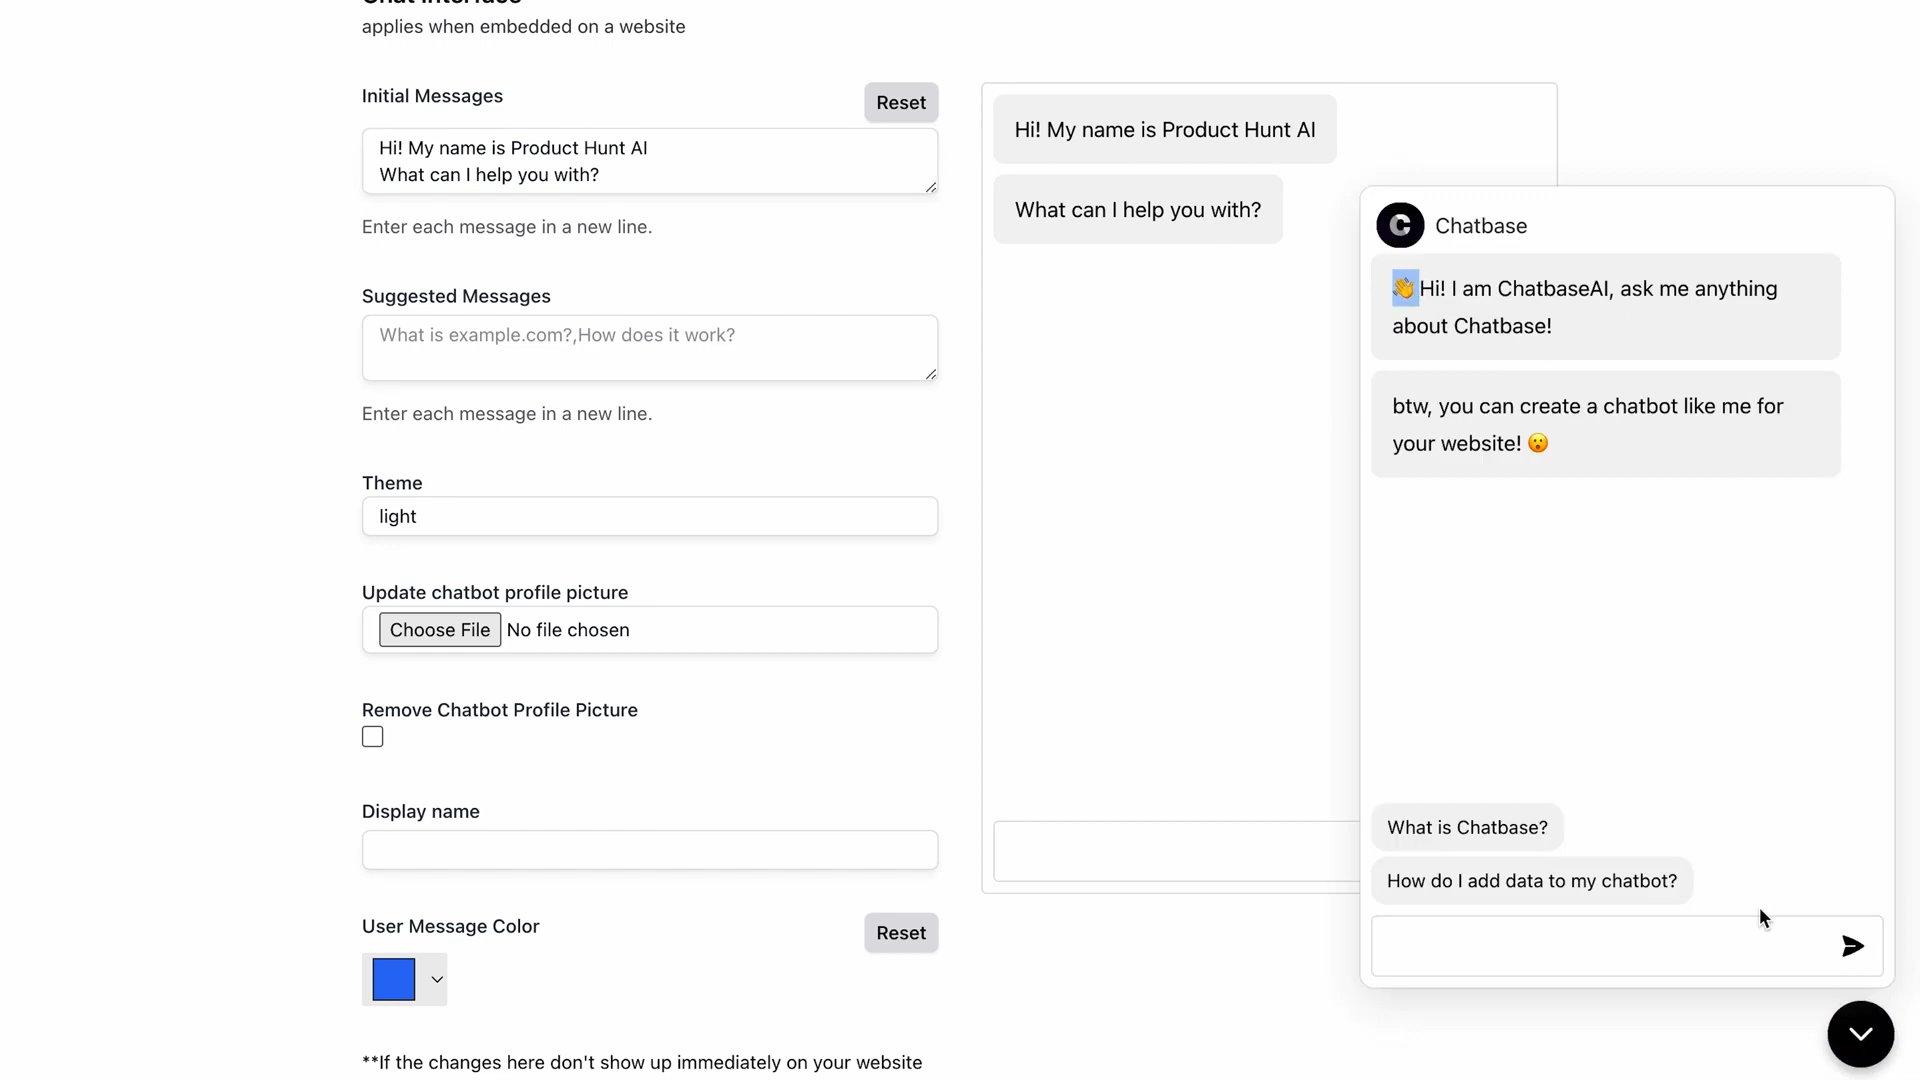 Chat Interface
applies when embedded on a website
Initial Messages
Reset
Hi! My name is Product Hunt AI
What can I help you with?
Enter each message in a new line.
Suggested Messages
What is example.com?,How does it work?
Enter each message in a new line.
Theme
light
Update chatbot profile picture
Choose File No file chosen
Remove Chatbot Profile Picture
Display name
User Message Color
Reset
**If the changes here don't show up immediately on your website
Hi! My name is Product Hunt AI
What can I help you with?
C Chatbase
👋Hi! I am ChatbaseAI, ask me anything
about Chatbase!
btw, you can create a chatbot like me for
your website! 😮
What is Chatbase?
How do I add data to my chatbot?